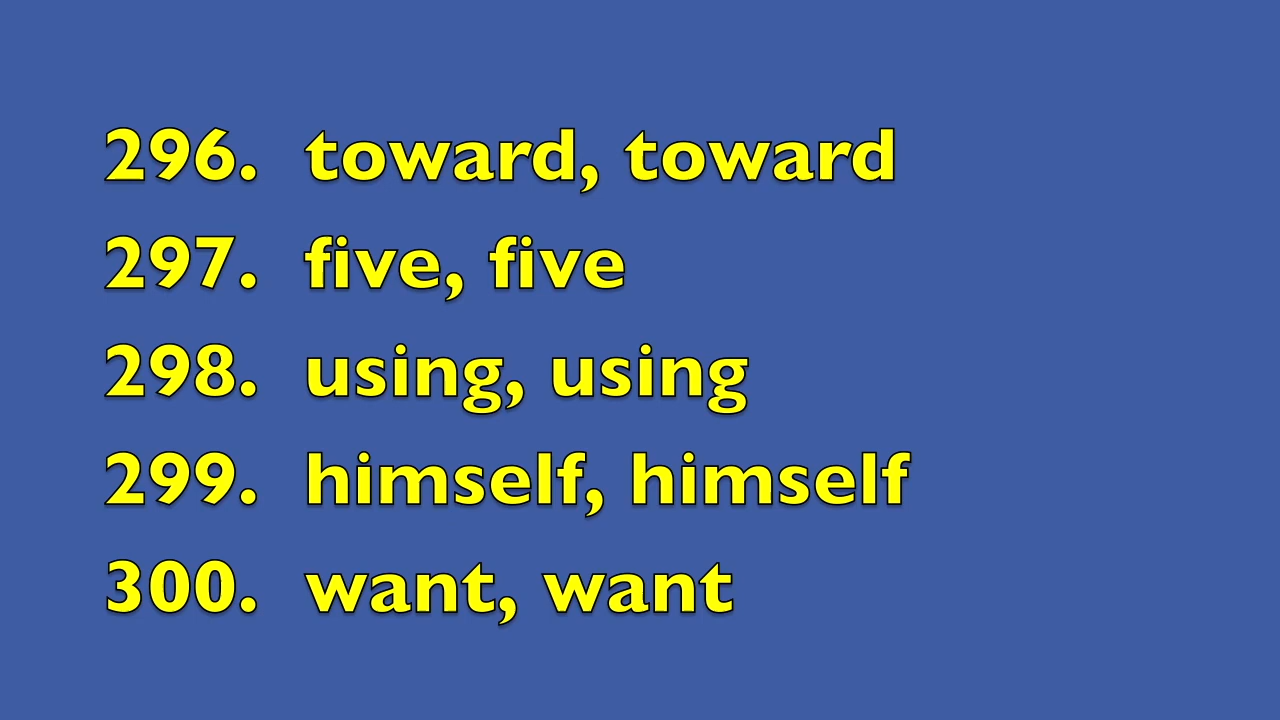 296. toward, toward
297. five, five
298. using, using
299. himself, himself
300. want, want